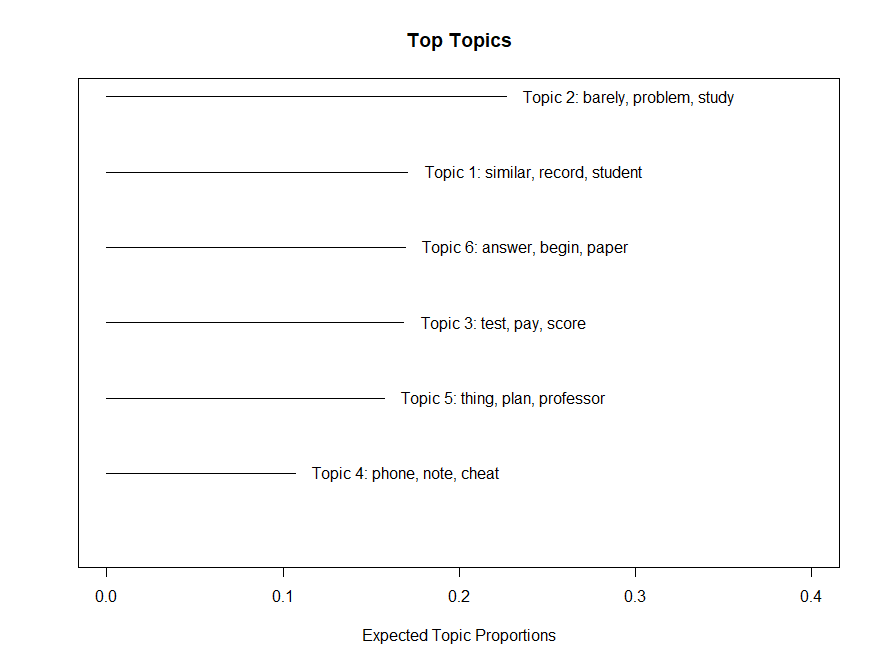 Top Topics
Topic 2: barely, problem, study
Topic 1: similar, record, student
Topic 6: answer, begin, paper
Topic 3: test, pay, score
Topic 5: thing, plan, professor
Topic 4: phone, note, cheat
0.0 0.1 0.2 0.3 0.4
Expected Topic Proportions